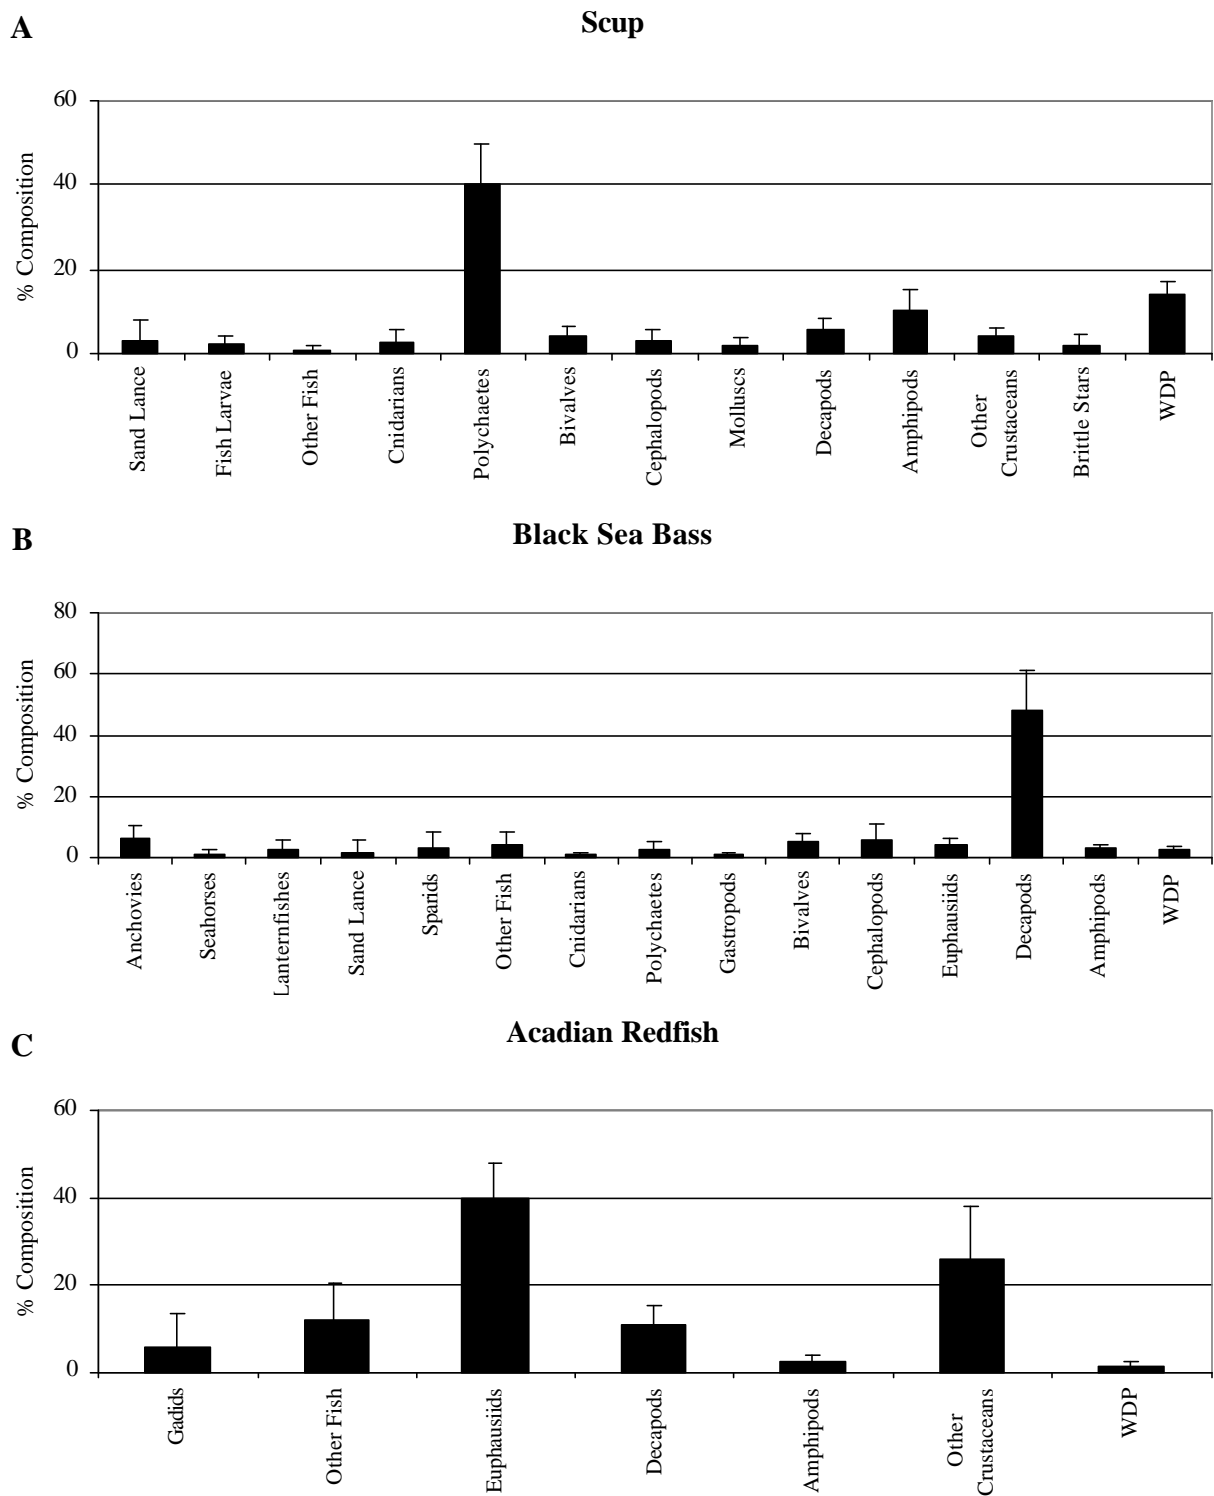 A
Scup
% Composition
60
40
20
0
Sand Lance
Fish Larvae
Other Fish
Cnidarians
Polychaetes
Bivalves
Cephalopods
Molluscs
Decapods
Amphipods
Other
Crustaceans
Brittle Stars
WDP
B
Black Sea Bass
% Composition
80
60
40
20
0
Anchovies
Seahorses
Lanternfishes
Sand Lance
Sparids
Other Fish
Cnidarians
Polychaetes
Gastropods
Bivalves
Cephalopods
Euphausiids
Decapods
Amphipods
WDP
C
Acadian Redfish
% Composition
60
40
20
0
Gadids
Other Fish
Euphausiids
Decapods
Amphipods
Other
Crustaceans
WDP